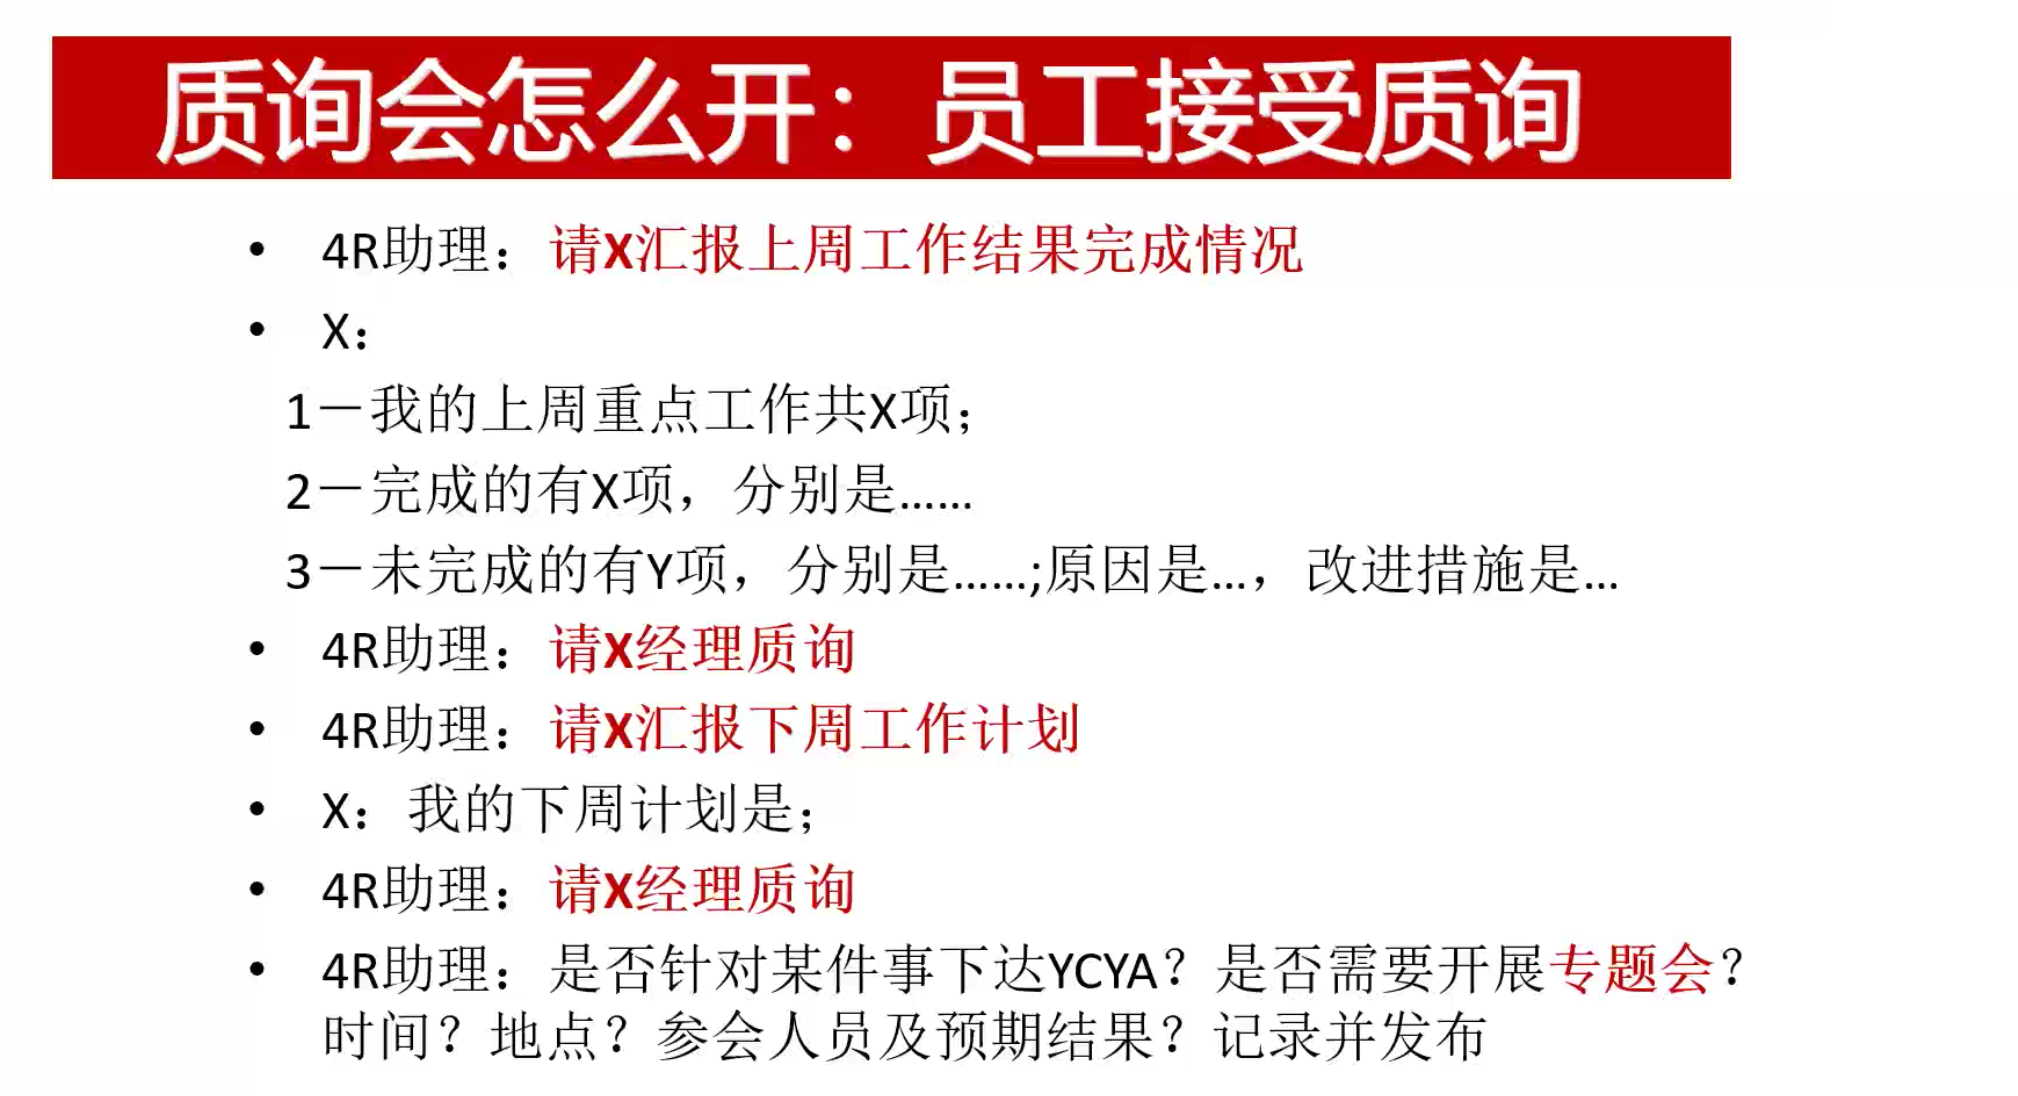 质询会怎么开：员工接受质询
• 4R助理：请X汇报上周工作结果完成情况
• X：
1－我的上周重点工作共X项；
2－完成的有X项，分别是……
3－未完成的有Y项，分别是……;原因是…，改进措施是…
• 4R助理：请X经理质询
• 4R助理：请X汇报下周工作计划
• X：我的下周计划是；
• 4R助理：请X经理质询
• 4R助理：是否针对某件事下达YCYA？是否需要开展专题会？
时间？地点？参会人员及预期结果？记录并发布